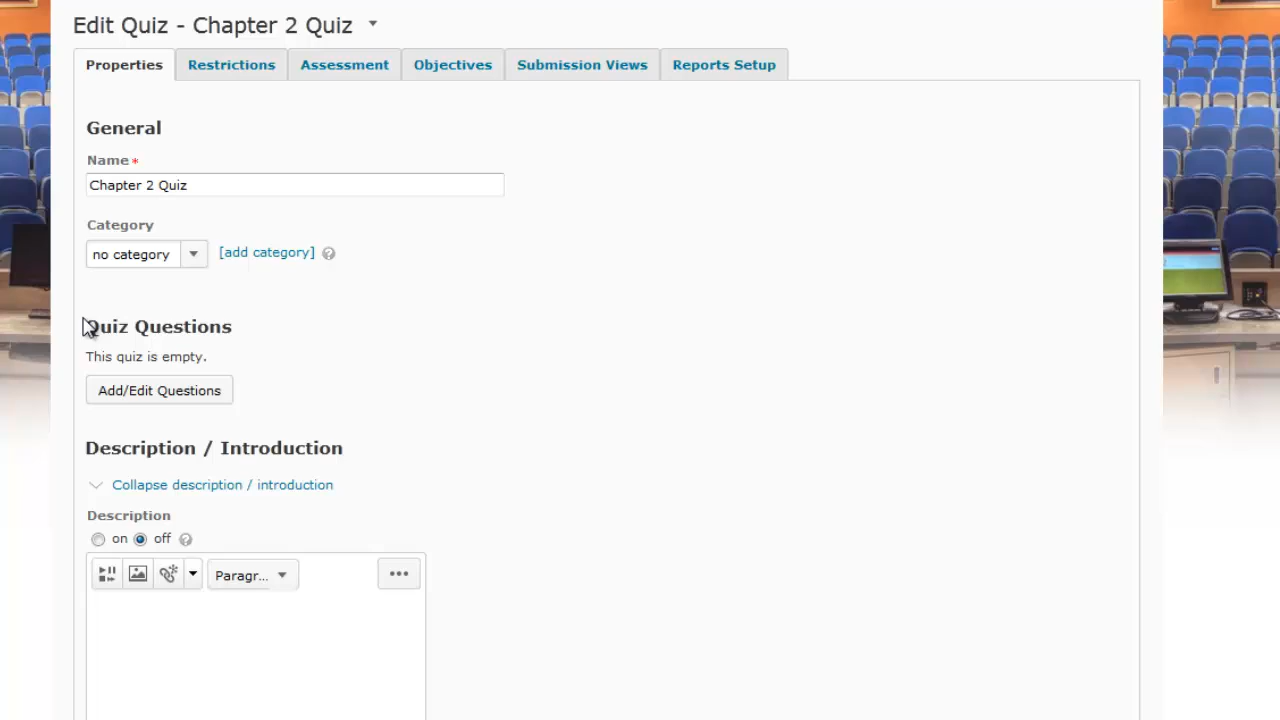 Edit Quiz - Chapter 2 Quiz
Properties Restrictions Assessment Objectives Submission Views Reports Setup
General
Name *
Chapter 2 Quiz
Category
no category [add category] ?
Quiz Questions
This quiz is empty.
Add/Edit Questions
Description / Introduction
Collapse description / introduction
Description
on off ?
Paragr...